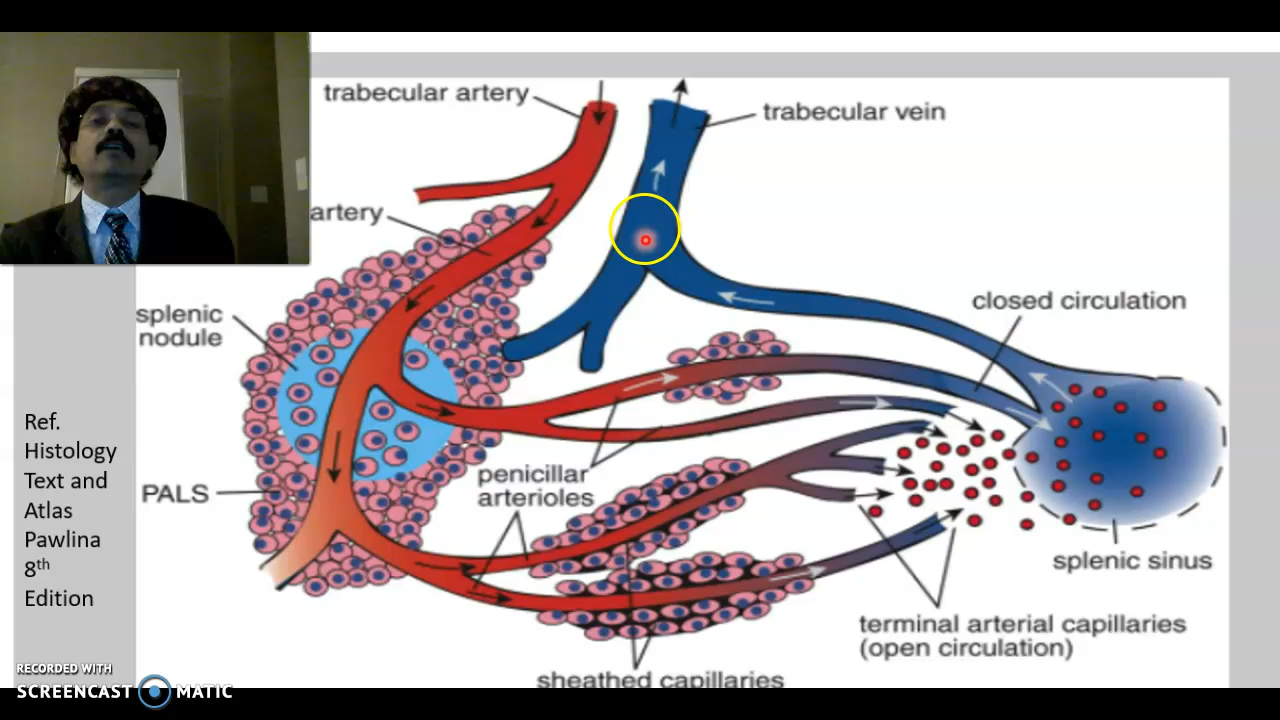 trabecular artery
trabecular vein
artery
closed circulation
splenic
nodule
penicillar
arterioles
PALS
splenic sinus
terminal arterial capillaries
(open circulation)
sheathed capillaries
Ref.
Histology
Text and
Atlas
Pawlina
8th
Edition
RECORDED WITH
SCREENCAST MATIC